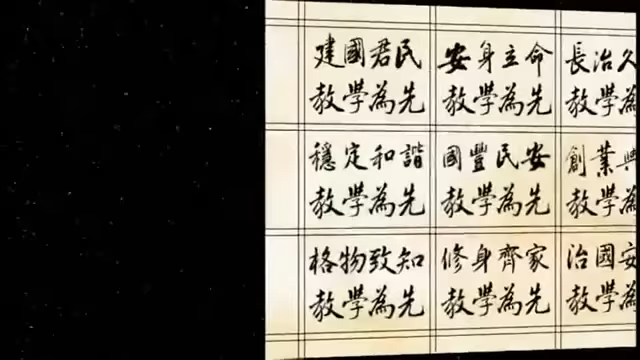 建國君民
教學為先
安身立命
教學為先
長治久
教學為
穩定和諧
教學為先
國豐民安
教學為先
創業興
教學為
格物致知
教學為先
修身齊家
教學為先
治國安
教學為